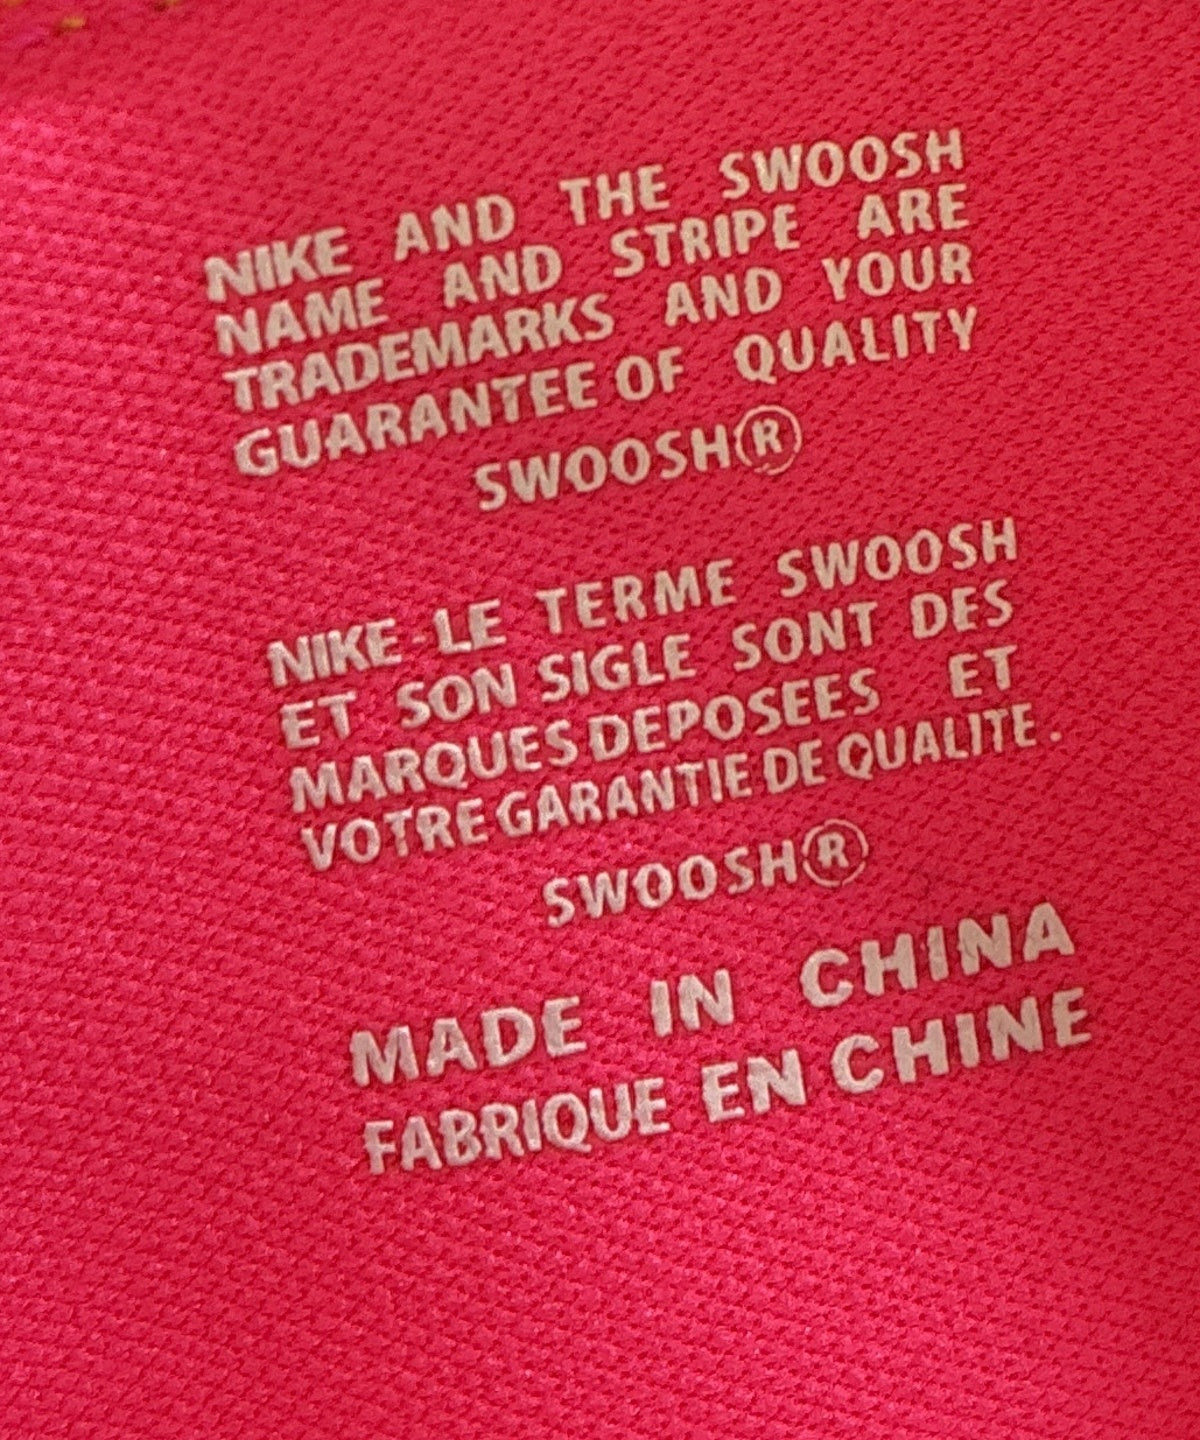 NIKE AND THE SWOOSH
NAME AND STRIPE ARE
TRADEMARKS AND YOUR
GUARANTEE OF QUALITY
SWOOSH®
NIKE-LE TERME SWOOSH
ET SON SIGLE SONT DES
MARQUES DEPOSEES ET
VOTRE GARANTIE DE QUALITE.
SWOOSH®
MADE IN CHINA
FABRIQUE EN CHINE